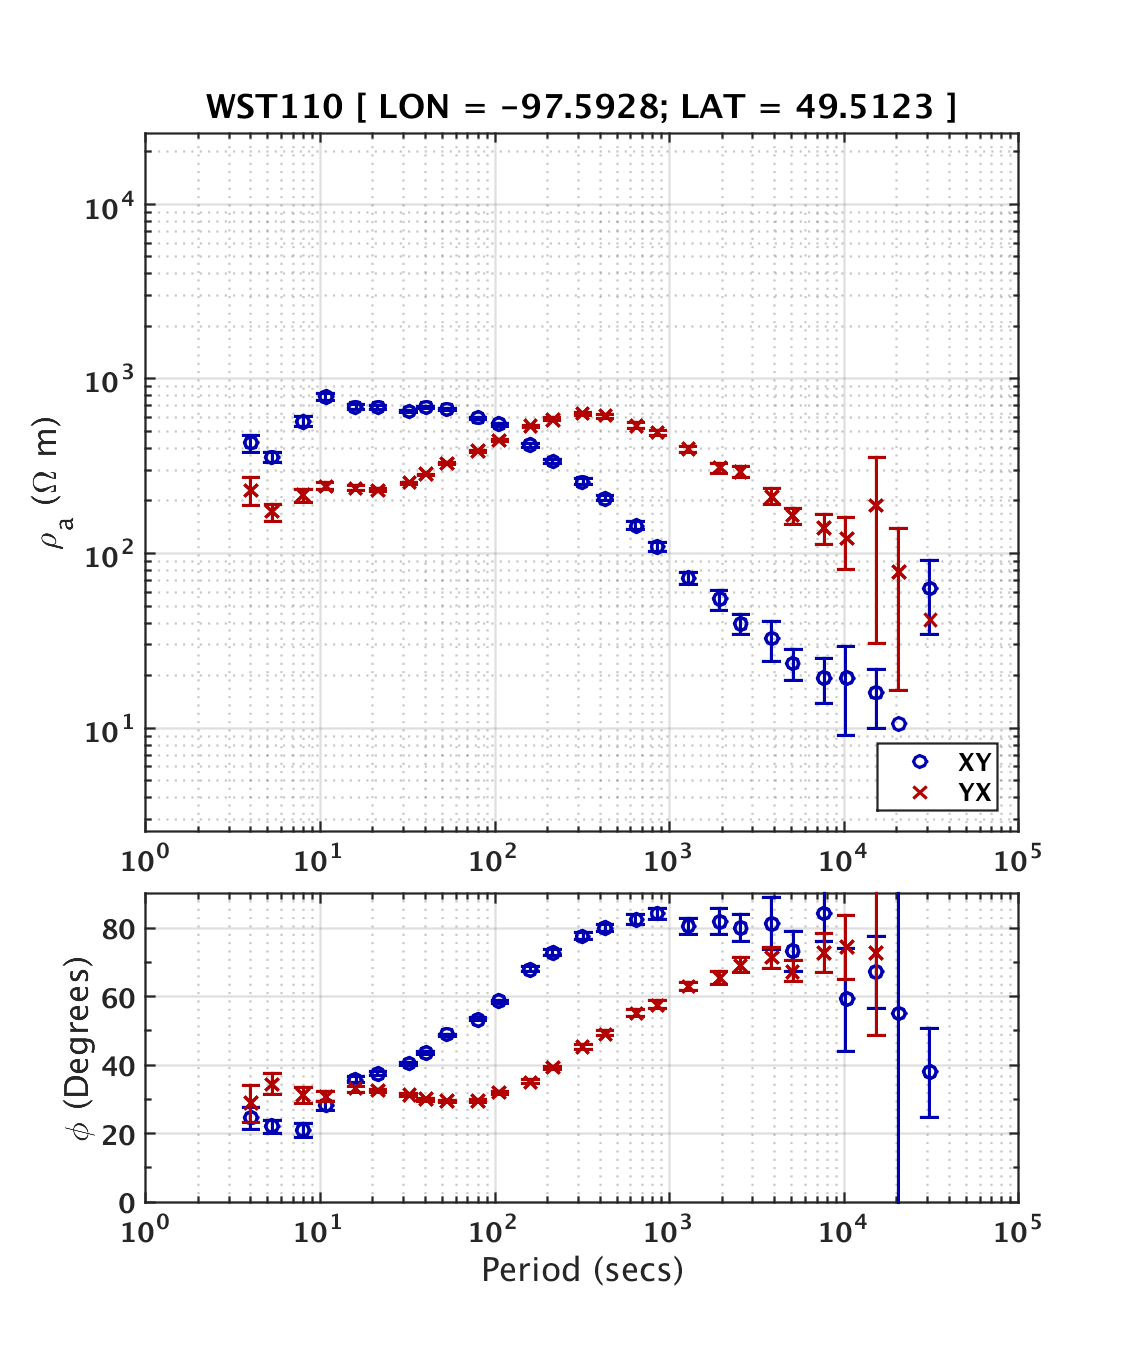 WST110 [ LON = −97.5928; LAT = 49.5123 ]
ρa (Ω m)
10^4
10^3
10^2
10^1
XY
YX
10^0 10^1 10^2 10^3 10^4 10^5
ϕ (Degrees)
80
60
40
20
0
10^0 10^1 10^2 10^3 10^4 10^5
Period (secs)